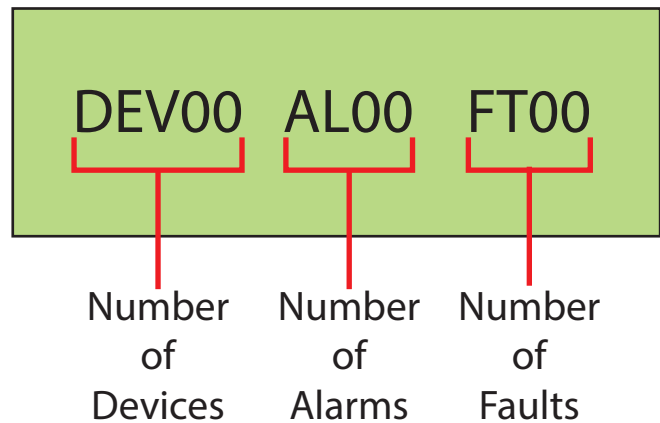 DEV00 AL00 FT00
Number Number Number
of of of
Devices Alarms Faults